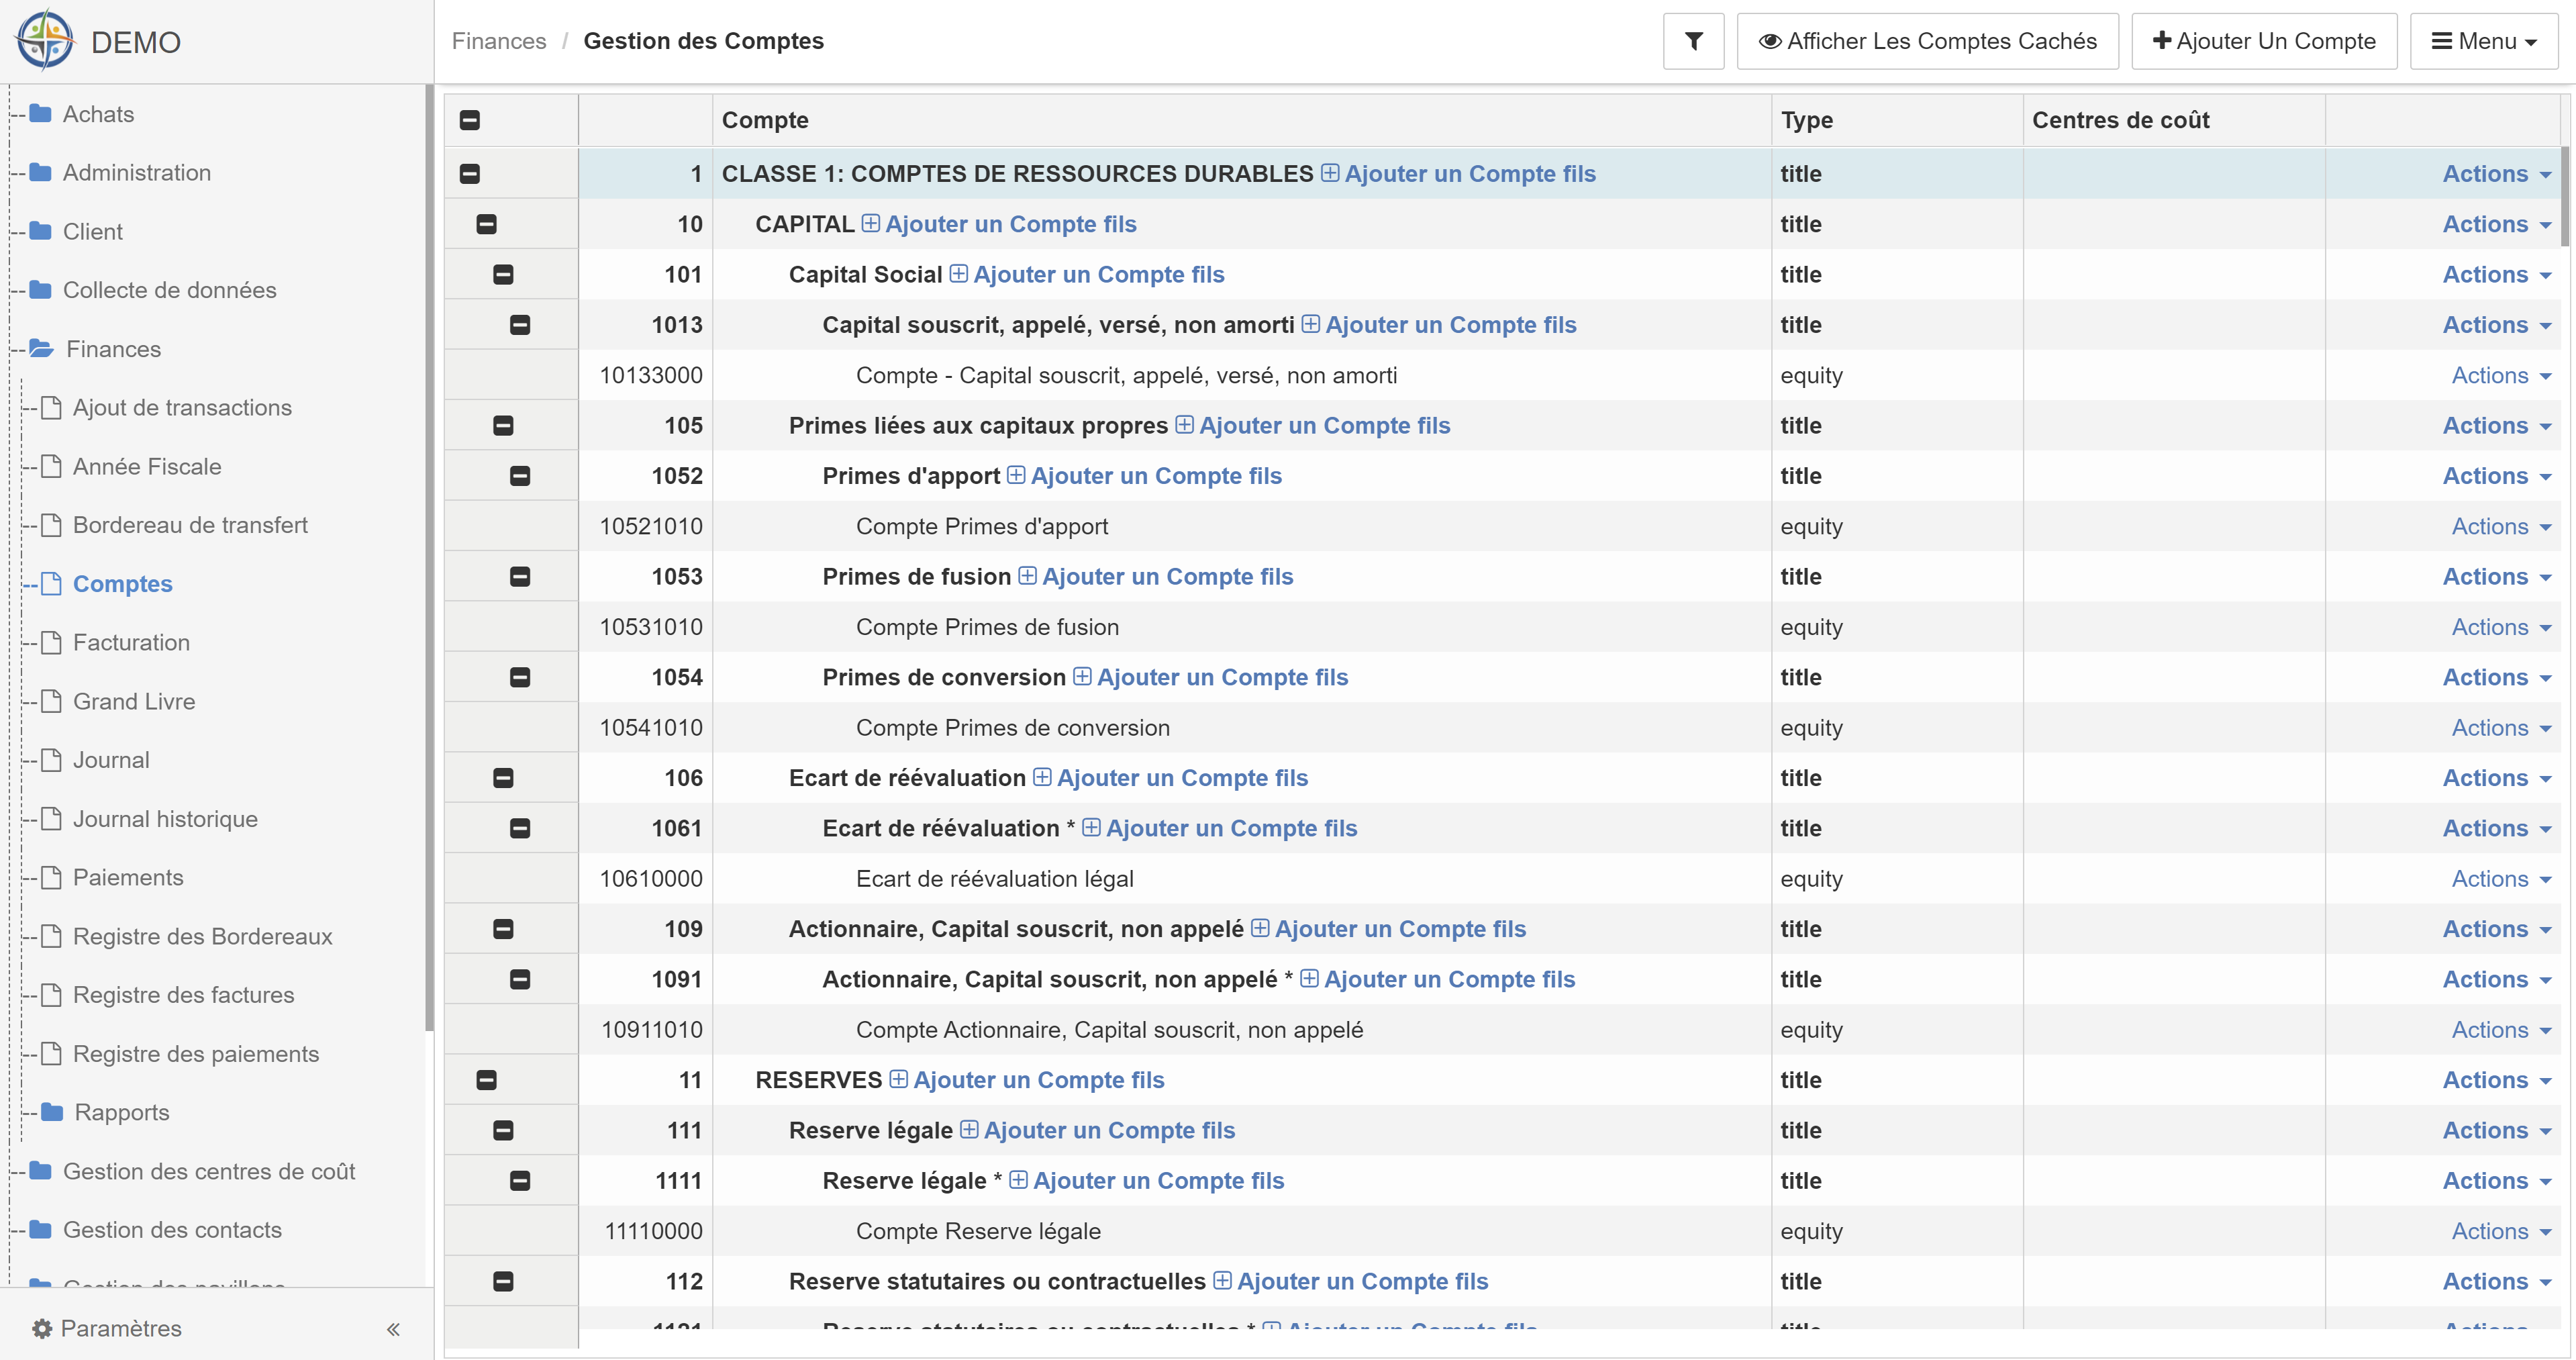 DEMO
Finances / Gestion des Comptes
Afficher Les Comptes Cachés
Ajouter Un Compte
Menu
Achats
Administration
Client
Collecte de données
Finances
Ajout de transactions
Année Fiscale
Bordereau de transfert
Comptes
Facturation
Grand Livre
Journal
Journal historique
Paiements
Registre des Bordereaux
Registre des factures
Registre des paiements
Rapports
Gestion des centres de coût
Gestion des contacts
Gestion des pavillons
Paramètres «
Compte Type Centres de coût
1 CLASSE 1: COMPTES DE RESSOURCES DURABLES Ajouter un Compte fils title Actions
10 CAPITAL Ajouter un Compte fils title Actions
101 Capital Social Ajouter un Compte fils title Actions
1013 Capital souscrit, appelé, versé, non amorti Ajouter un Compte fils title Actions
10133000 Compte - Capital souscrit, appelé, versé, non amorti equity Actions
105 Primes liées aux capitaux propres Ajouter un Compte fils title Actions
1052 Primes d'apport Ajouter un Compte fils title Actions
10521010 Compte Primes d'apport equity Actions
1053 Primes de fusion Ajouter un Compte fils title Actions
10531010 Compte Primes de fusion equity Actions
1054 Primes de conversion Ajouter un Compte fils title Actions
10541010 Compte Primes de conversion equity Actions
106 Ecart de réévaluation Ajouter un Compte fils title Actions
1061 Ecart de réévaluation * Ajouter un Compte fils title Actions
10610000 Ecart de réévaluation légal equity Actions
109 Actionnaire, Capital souscrit, non appelé Ajouter un Compte fils title Actions
1091 Actionnaire, Capital souscrit, non appelé * Ajouter un Compte fils title Actions
10911010 Compte Actionnaire, Capital souscrit, non appelé equity Actions
11 RESERVES Ajouter un Compte fils title Actions
111 Reserve légale Ajouter un Compte fils title Actions
1111 Reserve légale * Ajouter un Compte fils title Actions
11110000 Compte Reserve légale equity Actions
112 Reserve statutaires ou contractuelles Ajouter un Compte fils title Actions
1121 Reserve statutaires ou contractuelles * Ajouter un Compte fils title Actions